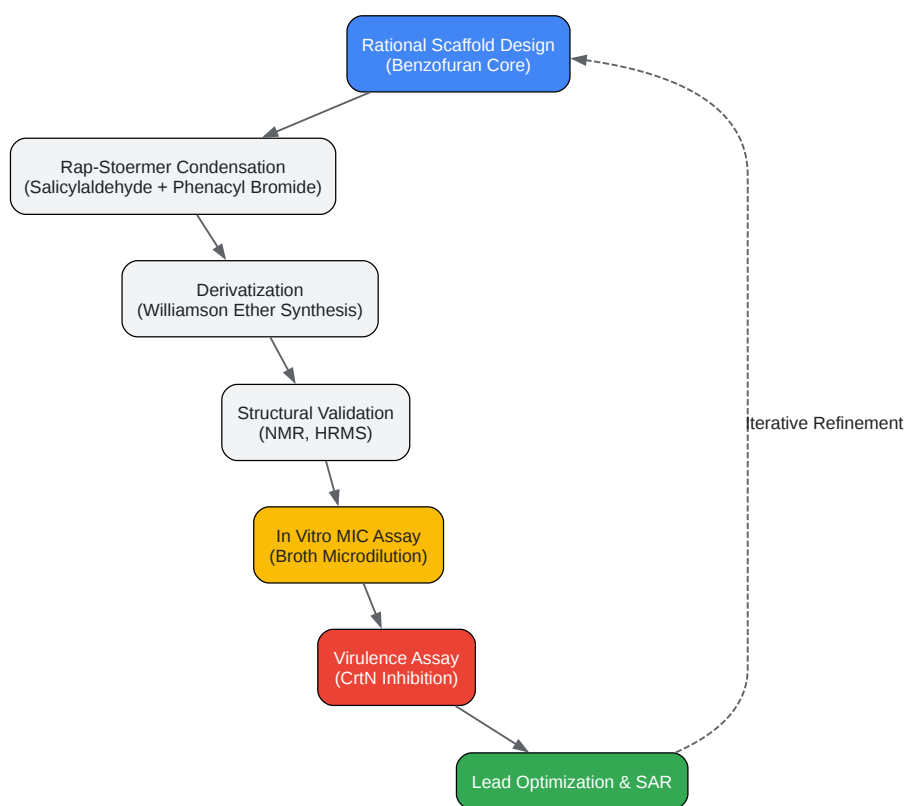 Rational Scaffold Design
(Benzofuran Core)
Rap-Stoermer Condensation
(Salicylaldehyde + Phenacyl Bromide)
Derivatization
(Williamson Ether Synthesis)
Structural Validation
(NMR, HRMS)
Iterative Refinement
In Vitro MIC Assay
(Broth Microdilution)
Virulence Assay
(CrtN Inhibition)
Lead Optimization & SAR